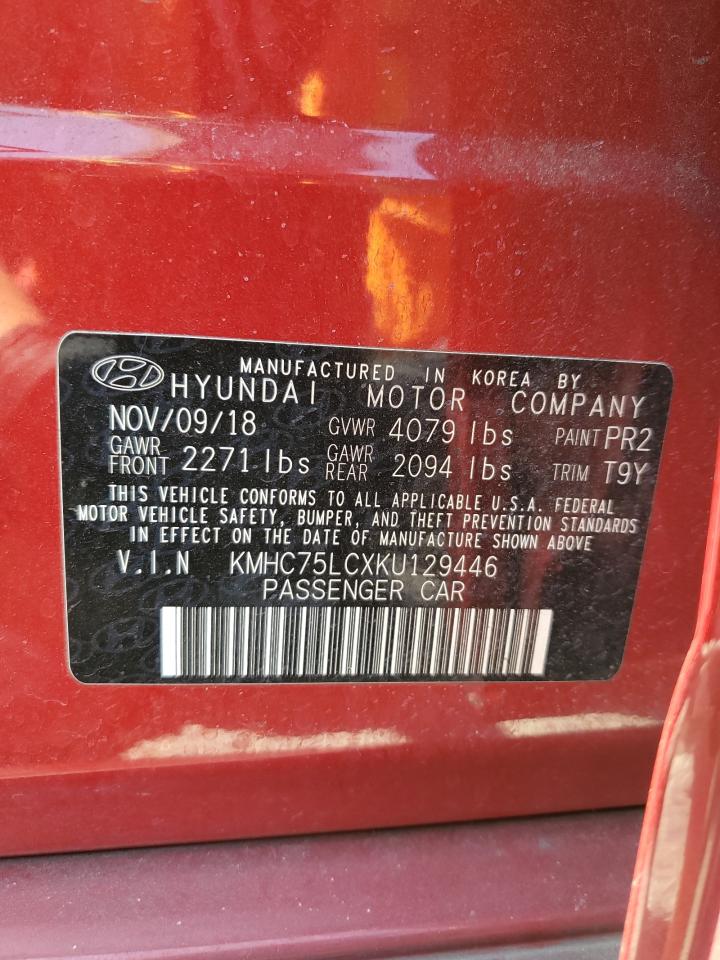 MANUFACTURED IN KOREA BY
HYUNDAI MOTOR COMPANY
NOV/09/18 GVWR 4079 lbs PAINT PR2
GAWR FRONT 2271 lbs GAWR REAR 2094 lbs TRIM T9Y
THIS VEHICLE CONFORMS TO ALL APPLICABLE U.S.A. FEDERAL
MOTOR VEHICLE SAFETY, BUMPER, AND THEFT PREVENTION STANDARDS
IN EFFECT ON THE DATE OF MANUFACTURE SHOWN ABOVE
V.I.N KMHC75LCXKU129446
PASSENGER CAR